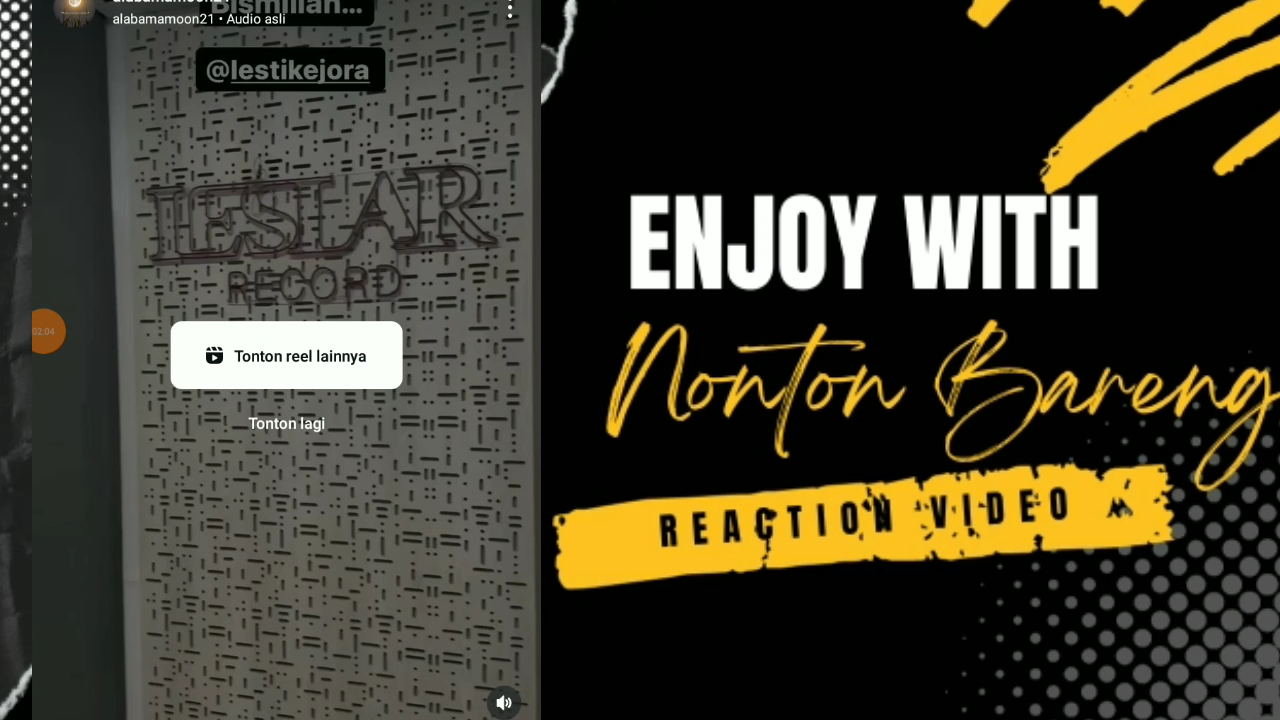 Bismillah...
alabamamoon21 • Audio asli
@lestikejora
LESLAR
RECORD
02:04
Tonton reel lainnya
Tonton lagi
ENJOY WITH
Nonton Bareng
REACTION VIDEO